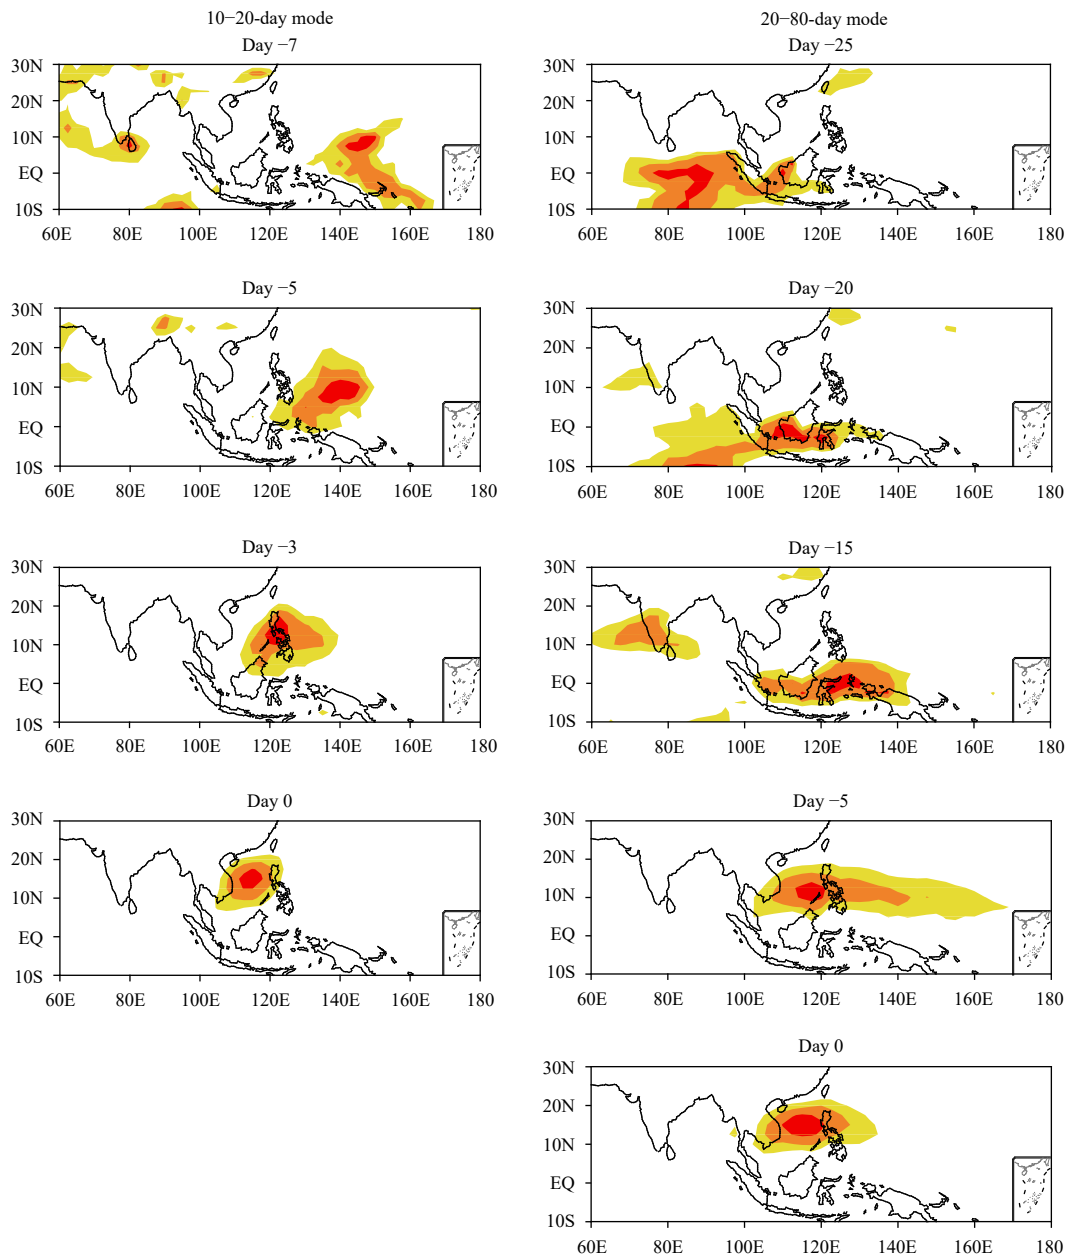 10−20-day mode
Day −7
30N
20N
10N
EQ
10S
60E 80E 100E 120E 140E 160E 180
Day −5
30N
20N
10N
EQ
10S
60E 80E 100E 120E 140E 160E 180
Day −3
30N
20N
10N
EQ
10S
60E 80E 100E 120E 140E 160E 180
Day 0
30N
20N
10N
EQ
10S
60E 80E 100E 120E 140E 160E 180
20−80-day mode
Day −25
30N
20N
10N
EQ
10S
60E 80E 100E 120E 140E 160E 180
Day −20
30N
20N
10N
EQ
10S
60E 80E 100E 120E 140E 160E 180
Day −15
30N
20N
10N
EQ
10S
60E 80E 100E 120E 140E 160E 180
Day −5
30N
20N
10N
EQ
10S
60E 80E 100E 120E 140E 160E 180
Day 0
30N
20N
10N
EQ
10S
60E 80E 100E 120E 140E 160E 180